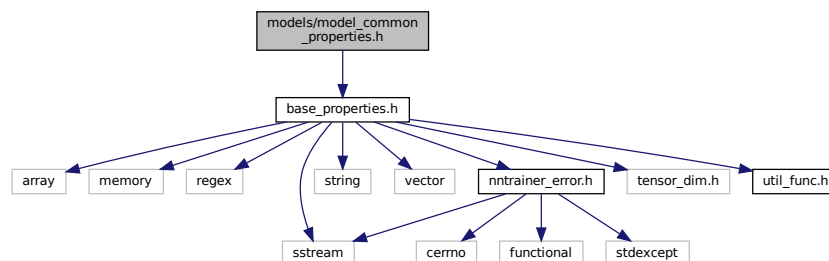 models/model_common
_properties.h
base_properties.h
array
memory
regex
string
vector
nntrainer_error.h
tensor_dim.h
util_func.h
sstream
cerrno
functional
stdexcept